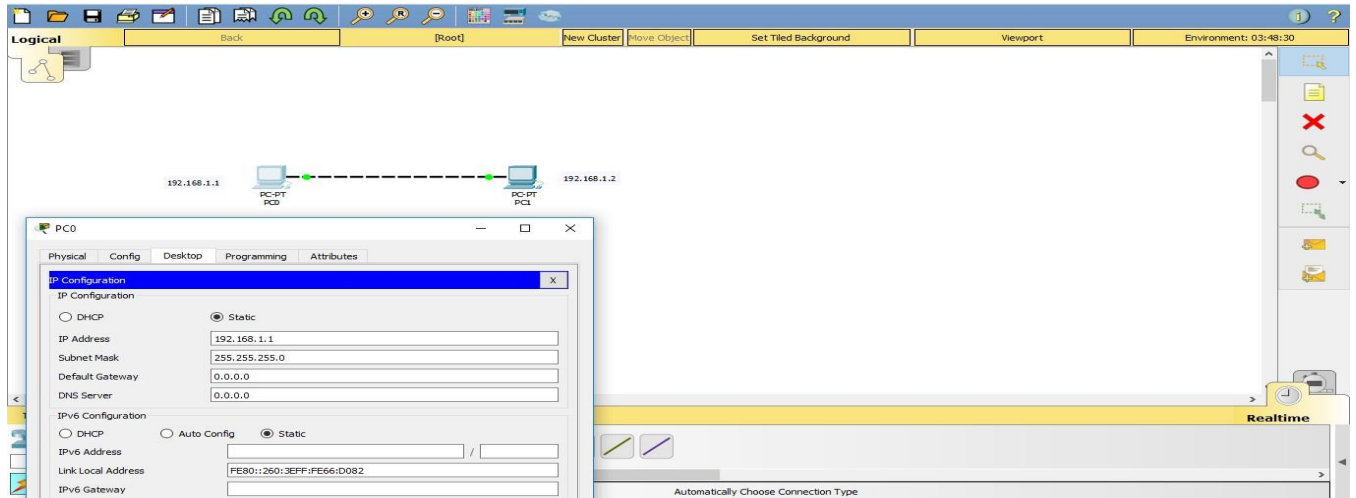 Logical
Back
[Root]
New Cluster
Move Object
Set Tiled Background
Viewport
Environment: 03:48:30
192.168.1.1
PC-PT
PC0
PC-PT
PC1
192.168.1.2
PC0
Physical Config Desktop Programming Attributes
IP Configuration X
IP Configuration
DHCP Static
IP Address 192.168.1.1
Subnet Mask 255.255.255.0
Default Gateway 0.0.0.0
DNS Server 0.0.0.0
IPv6 Configuration
DHCP Auto Config Static
IPv6 Address /
Link Local Address FE80::260:3EFF:FE66:D082
IPv6 Gateway
Realtime
Automatically Choose Connection Type